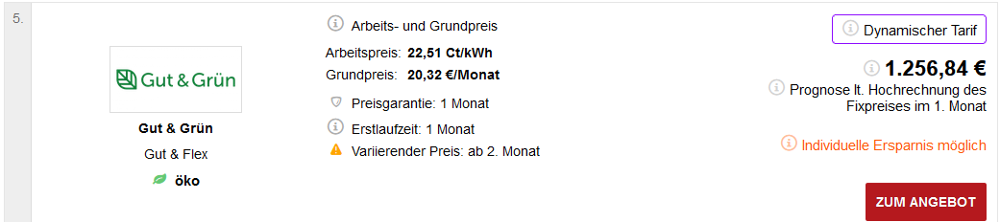 5.
Arbeits- und Grundpreis
Arbeitspreis: 22,51 Ct/kWh
Grundpreis: 20,32 €/Monat
Preisgarantie: 1 Monat
Erstlaufzeit: 1 Monat
Variierender Preis: ab 2. Monat
Gut & Grün
Gut & Grün
Gut & Flex
öko
Dynamischer Tarif
1.256,84 €
Prognose lt. Hochrechnung des
Fixpreises im 1. Monat
Individuelle Ersparnis möglich
ZUM ANGEBOT